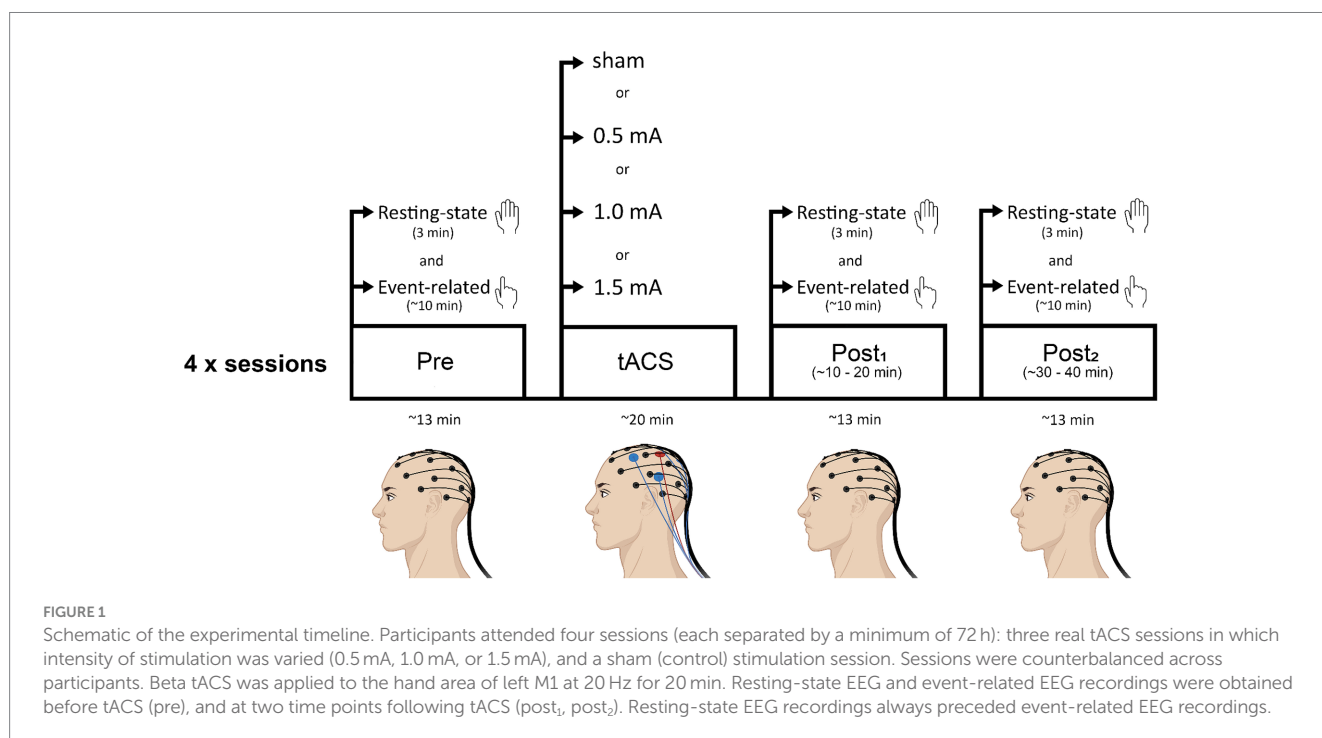 sham
or
0.5 mA
or
1.0 mA
or
1.5 mA
Resting-state
(3 min)
and
Event-related
(~10 min)
Resting-state
(3 min)
and
Event-related
(~10 min)
Resting-state
(3 min)
and
Event-related
(~10 min)
4 x sessions
Pre
tACS
Post₁
(~10 - 20 min)
Post₂
(~30 - 40 min)
~13 min
~20 min
~13 min
~13 min
FIGURE 1
Schematic of the experimental timeline. Participants attended four sessions (each separated by a minimum of 72 h): three real tACS sessions in which
intensity of stimulation was varied (0.5 mA, 1.0 mA, or 1.5 mA), and a sham (control) stimulation session. Sessions were counterbalanced across
participants. Beta tACS was applied to the hand area of left M1 at 20 Hz for 20 min. Resting-state EEG and event-related EEG recordings were obtained
before tACS (pre), and at two time points following tACS (post₁, post₂). Resting-state EEG recordings always preceded event-related EEG recordings.